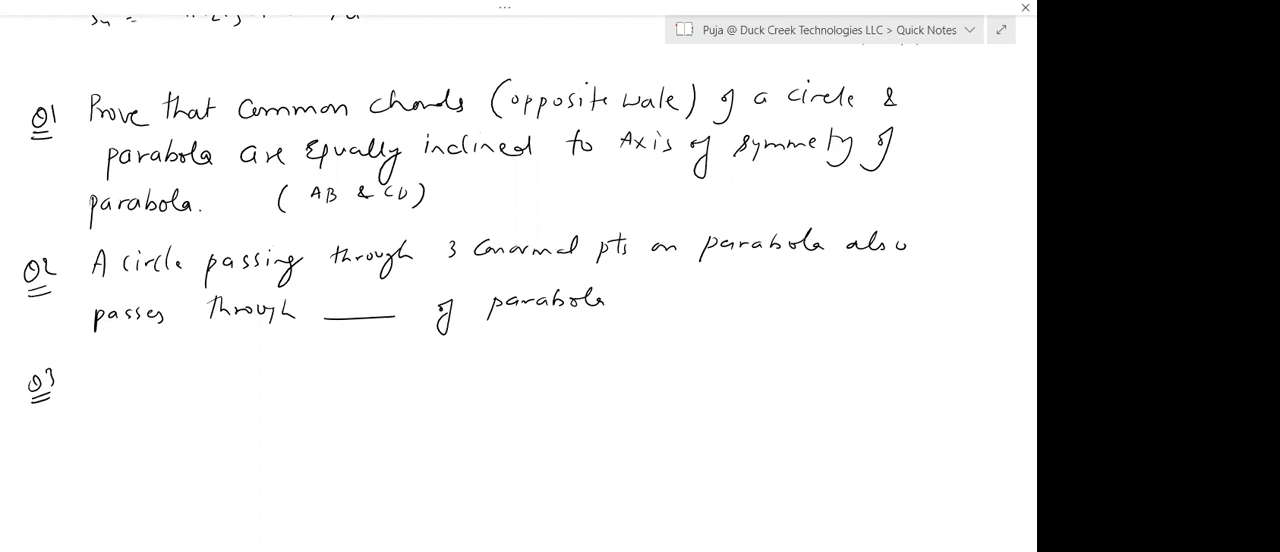 Puja @ Duck Creek Technologies LLC > Quick Notes
Q1 Prove that common chords (opposite wale) of a circle &
parabola are Equally inclined to Axis of symmetry of
parabola. ( AB & CD )
Q2 A circle passing through 3 Conormal pts on parabola also
passes through ____ of parabola
Q3